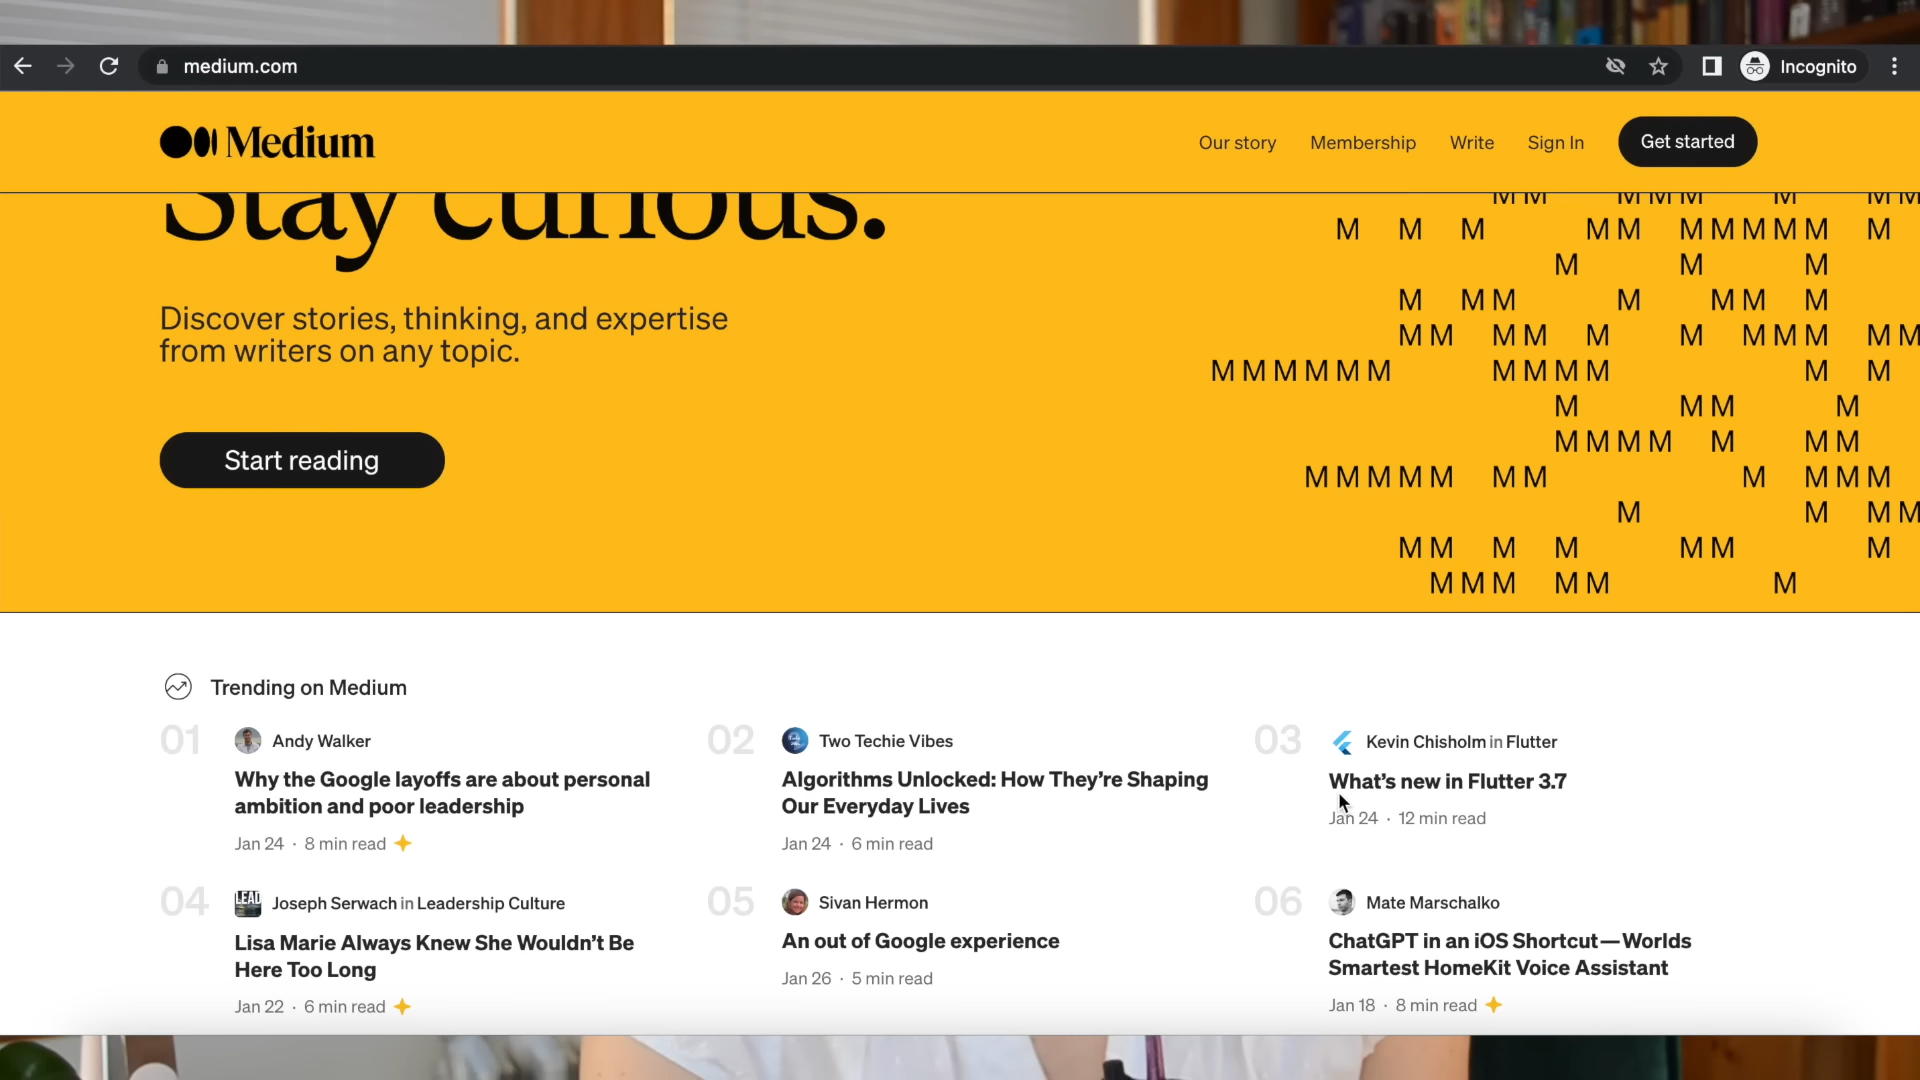 medium.com
Incognito
Medium
Our story
Membership
Write
Sign In
Get started
Stay curious.
M M M M M M M M
M M M M M M M M M M M
M M M
M M M M M M M
M M M M M M M M M M M
M M M M M M M M M M M M
M M M M
M M M M M M M
M M M M M M M M M M M
M M M M
M M M M M M M
M M M M M M
Discover stories, thinking, and expertise
from writers on any topic.
Start reading
Trending on Medium
01
Andy Walker
Why the Google layoffs are about personal
ambition and poor leadership
Jan 24 · 8 min read
02
Two Techie Vibes
Algorithms Unlocked: How They’re Shaping
Our Everyday Lives
Jan 24 · 6 min read
03
Kevin Chisholm in Flutter
What’s new in Flutter 3.7
Jan 24 · 12 min read
04
LEAD
Joseph Serwach in Leadership Culture
Lisa Marie Always Knew She Wouldn’t Be
Here Too Long
Jan 22 · 6 min read
05
Sivan Hermon
An out of Google experience
Jan 26 · 5 min read
06
Mate Marschalko
ChatGPT in an iOS Shortcut—Worlds
Smartest HomeKit Voice Assistant
Jan 18 · 8 min read